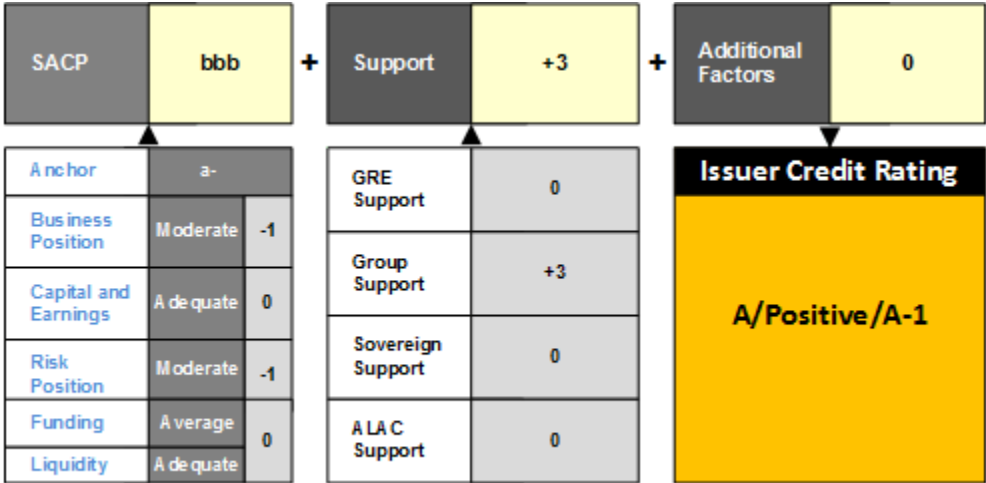 SACP bbb + Support +3 + Additional Factors 0
Anchor a-
Business Position Moderate -1
Capital and Earnings Adequate 0
Risk Position Moderate -1
Funding Average 0
Liquidity Adequate
GRE Support 0
Group Support +3
Sovereign Support 0
ALAC Support 0
Issuer Credit Rating
A/Positive/A-1